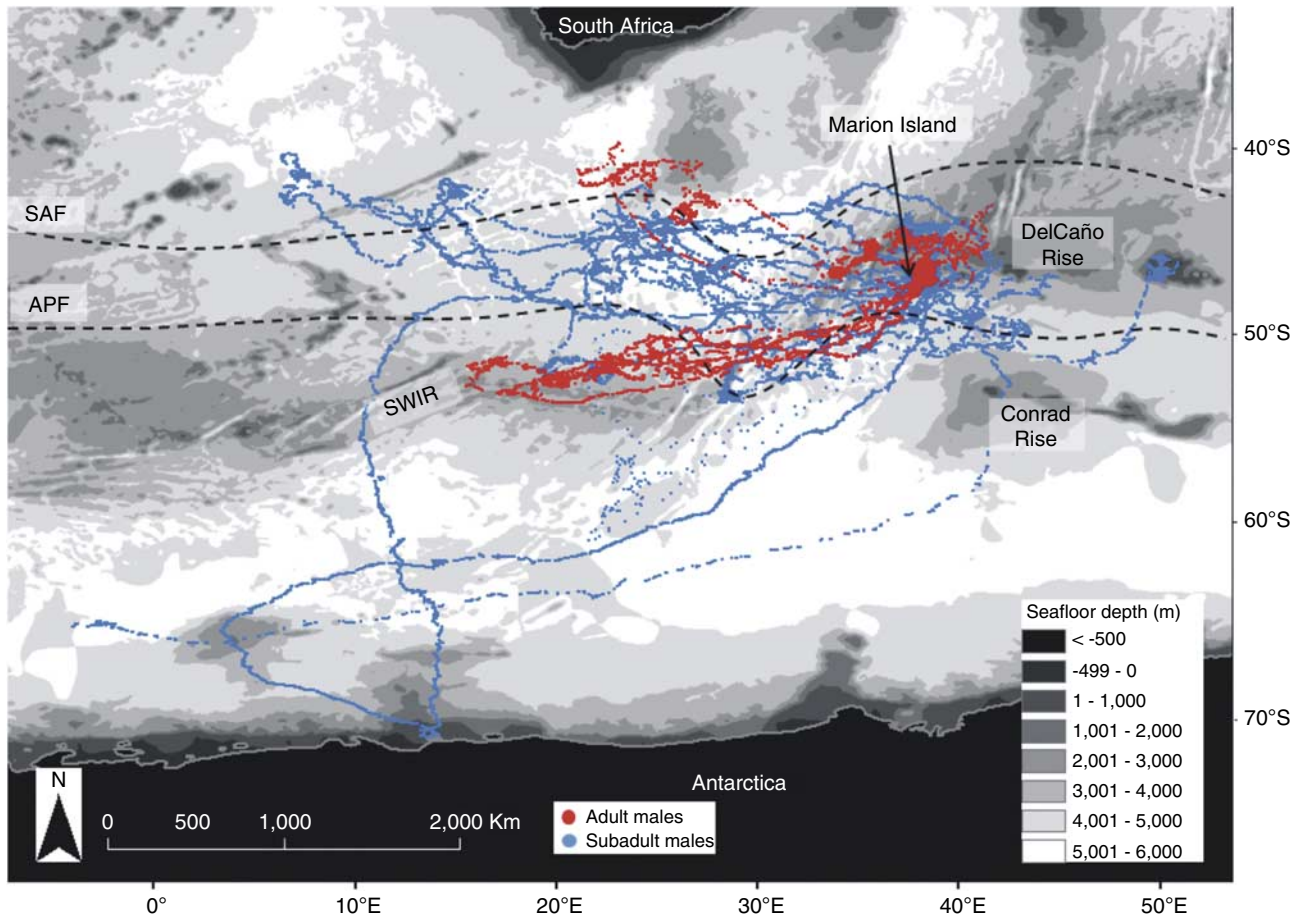 South Africa
Marion Island
40°S
SAF
DelCaño
Rise
APF
50°S
SWIR
Conrad
Rise
60°S
Seafloor depth (m)
< -500
-499 - 0
1 - 1,000
1,001 - 2,000
2,001 - 3,000
3,001 - 4,000
4,001 - 5,000
5,001 - 6,000
70°S
N
Antarctica
0 500 1,000 2,000 Km
Adult males
Subadult males
0° 10°E 20°E 30°E 40°E 50°E